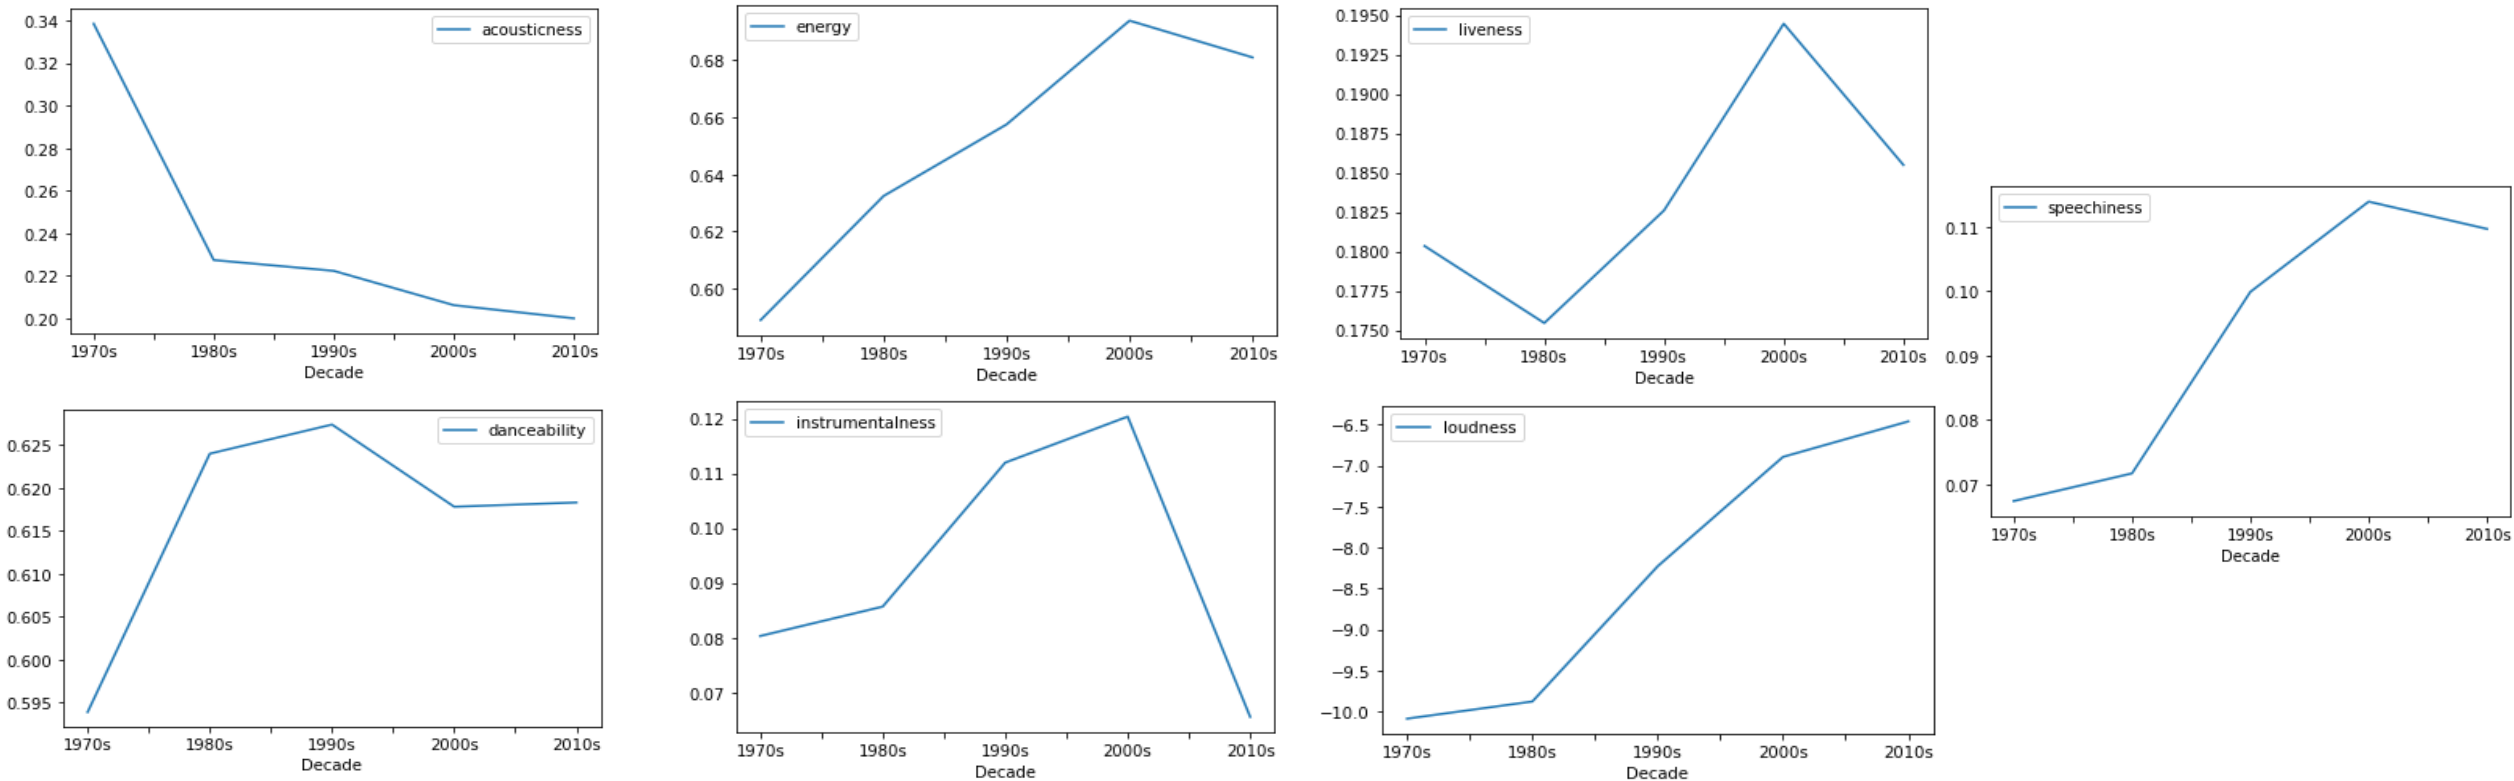 acousticness
0.34
0.32
0.30
0.28
0.26
0.24
0.22
0.20
1970s 1980s 1990s 2000s 2010s
Decade
energy
0.68
0.66
0.64
0.62
0.60
1970s 1980s 1990s 2000s 2010s
Decade
liveness
0.1950
0.1925
0.1900
0.1875
0.1850
0.1825
0.1800
0.1775
0.1750
1970s 1980s 1990s 2000s 2010s
Decade
speechiness
0.11
0.10
0.09
0.08
0.07
1970s 1980s 1990s 2000s 2010s
Decade
danceability
0.625
0.620
0.615
0.610
0.605
0.600
0.595
1970s 1980s 1990s 2000s 2010s
Decade
instrumentalness
0.12
0.11
0.10
0.09
0.08
0.07
1970s 1980s 1990s 2000s 2010s
Decade
loudness
−6.5
−7.0
−7.5
−8.0
−8.5
−9.0
−9.5
−10.0
1970s 1980s 1990s 2000s 2010s
Decade